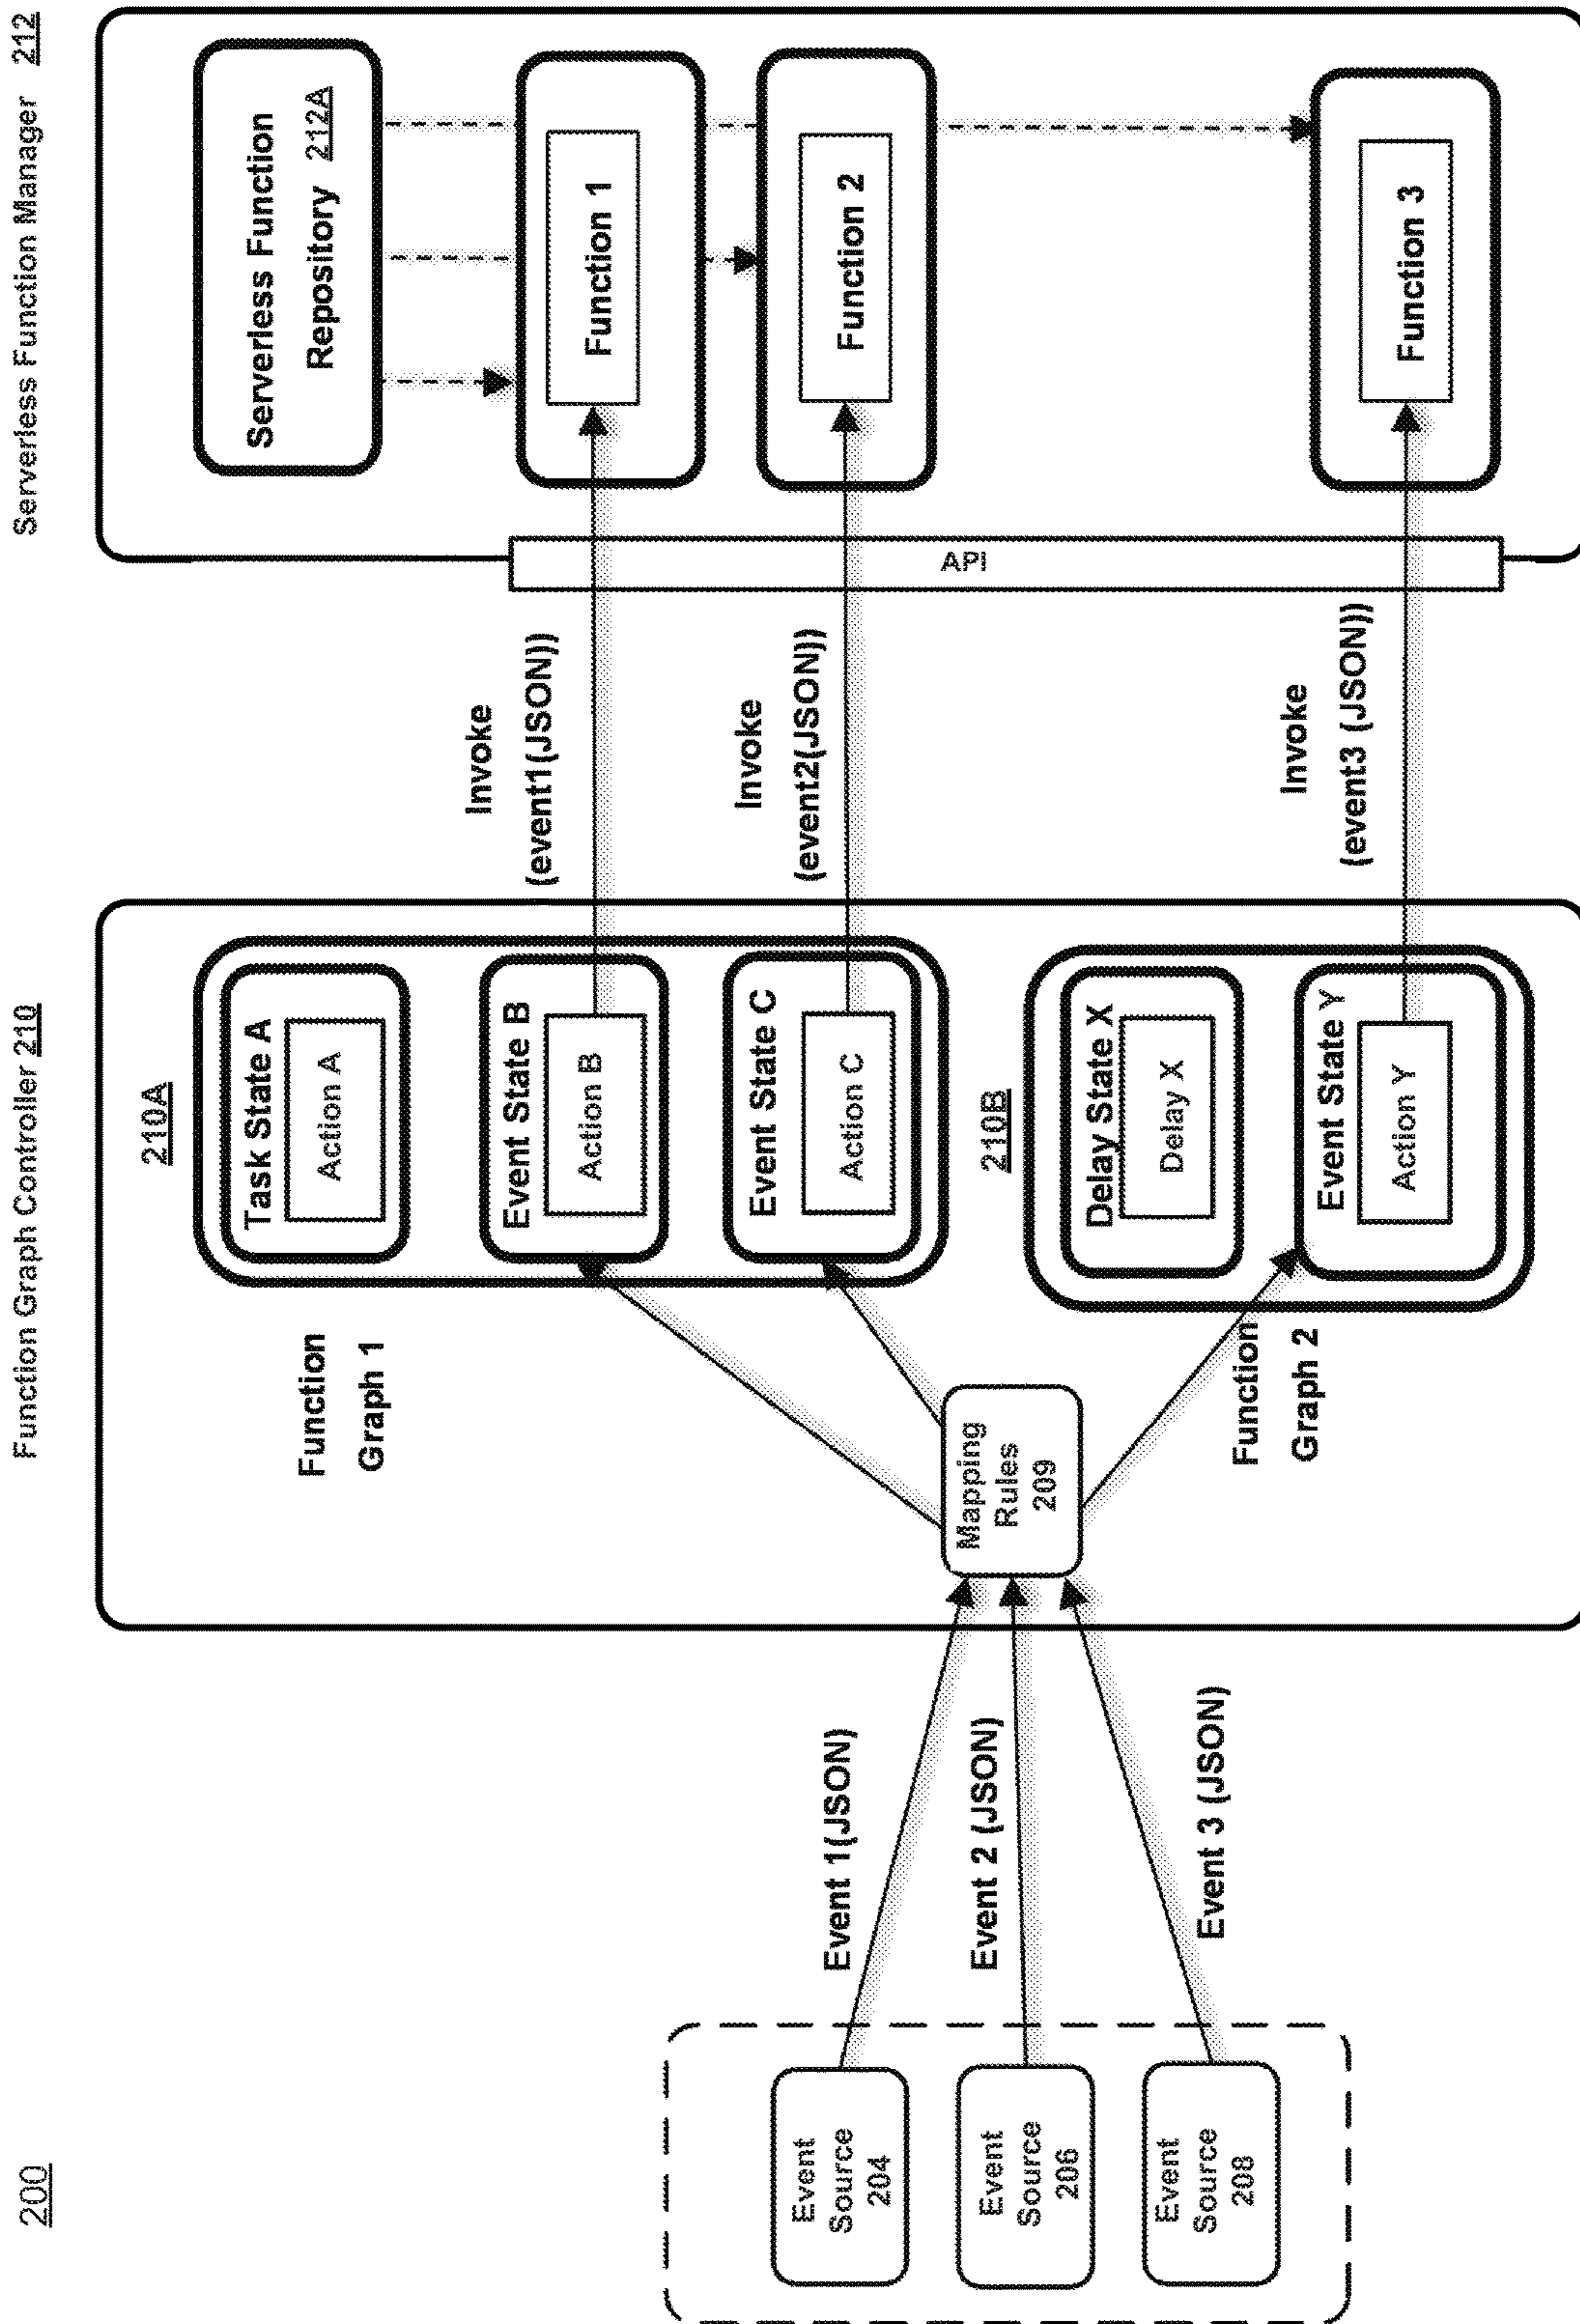 200
Function Graph Controller 210
Serverless Function Manager 212
Event
Source
204
Event
Source
206
Event
Source
208
Event 1(JSON)
Event 2 (JSON)
Event 3 (JSON)
Mapping
Rules
209
Function
Graph 1
210A
Task State A
Action A
Event State B
Action B
Event State C
Action C
Function
Graph 2
210B
Delay State X
Delay X
Event State Y
Action Y
Invoke
(event1(JSON))
Invoke
(event2(JSON))
Invoke
(event3 (JSON))
API
Serverless Function
Repository 212A
Function 1
Function 2
Function 3